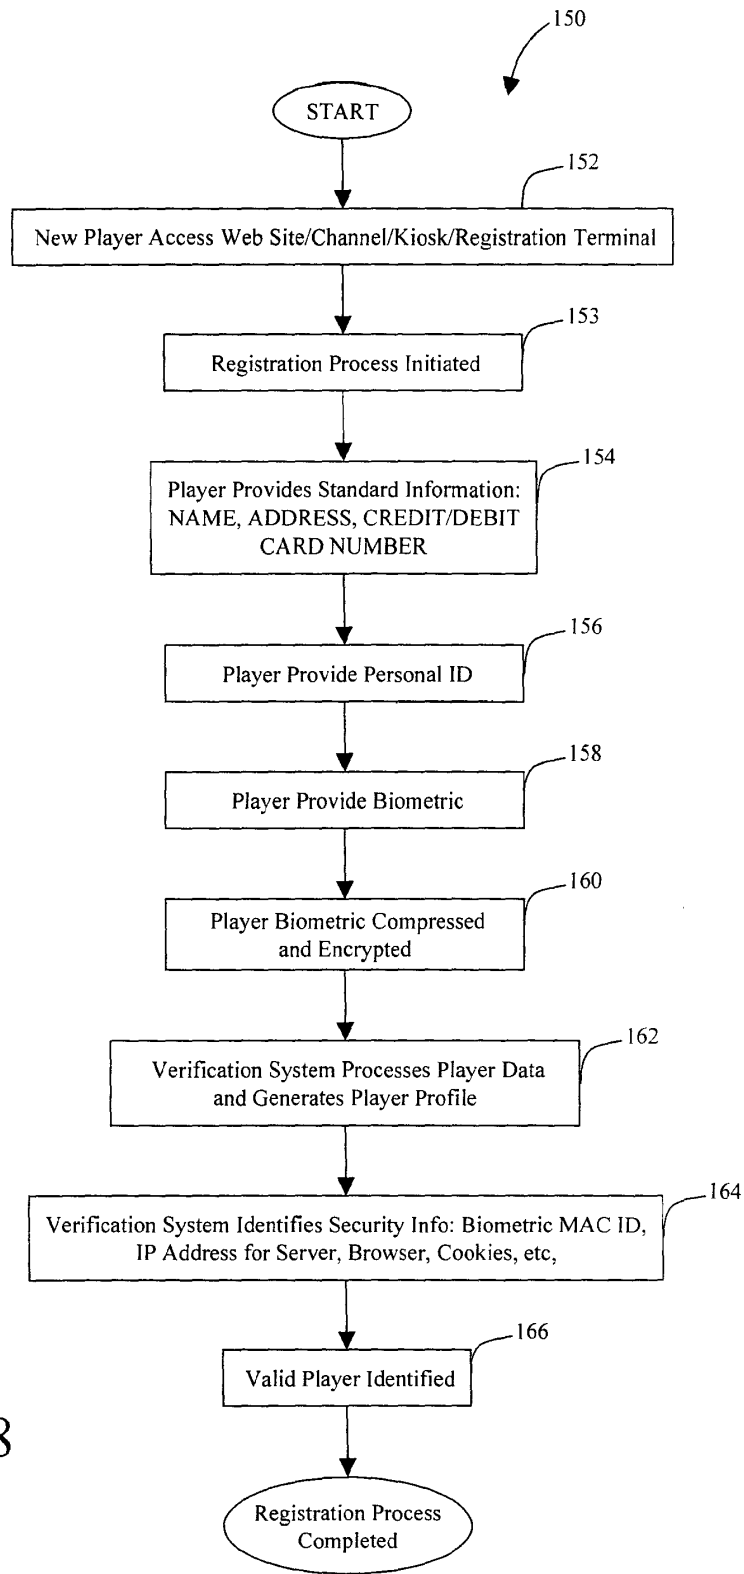 150
START
152
New Player Access Web Site/Channel/Kiosk/Registration Terminal
153
Registration Process Initiated
154
Player Provides Standard Information:
NAME, ADDRESS, CREDIT/DEBIT
CARD NUMBER
156
Player Provide Personal ID
158
Player Provide Biometric
160
Player Biometric Compressed
and Encrypted
162
Verification System Processes Player Data
and Generates Player Profile
164
Verification System Identifies Security Info: Biometric MAC ID,
IP Address for Server, Browser, Cookies, etc,
166
Valid Player Identified
8
Registration Process
Completed